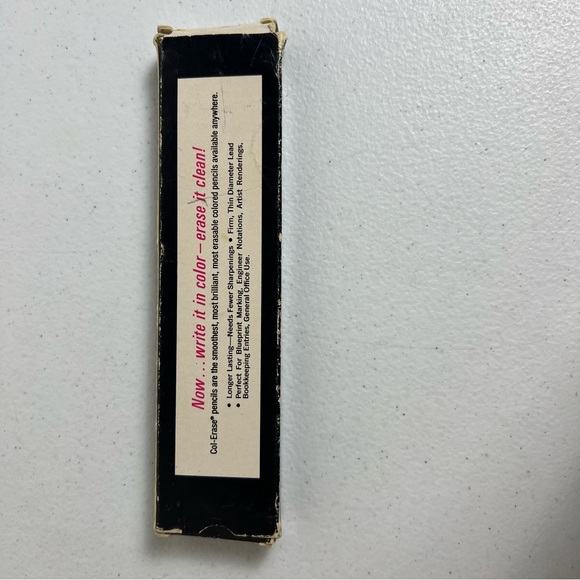 Now...write it in color—erase it clean!
Col-Erase® pencils are the smoothest, most brilliant, most erasable colored pencils available anywhere.
• Longer Lasting—Needs Fewer Sharpenings • Firm, Thin Diameter Lead
• Perfect For Blueprint Marking, Engineer Notations, Artist Renderings,
Bookkeeping Entries, General Office Use.